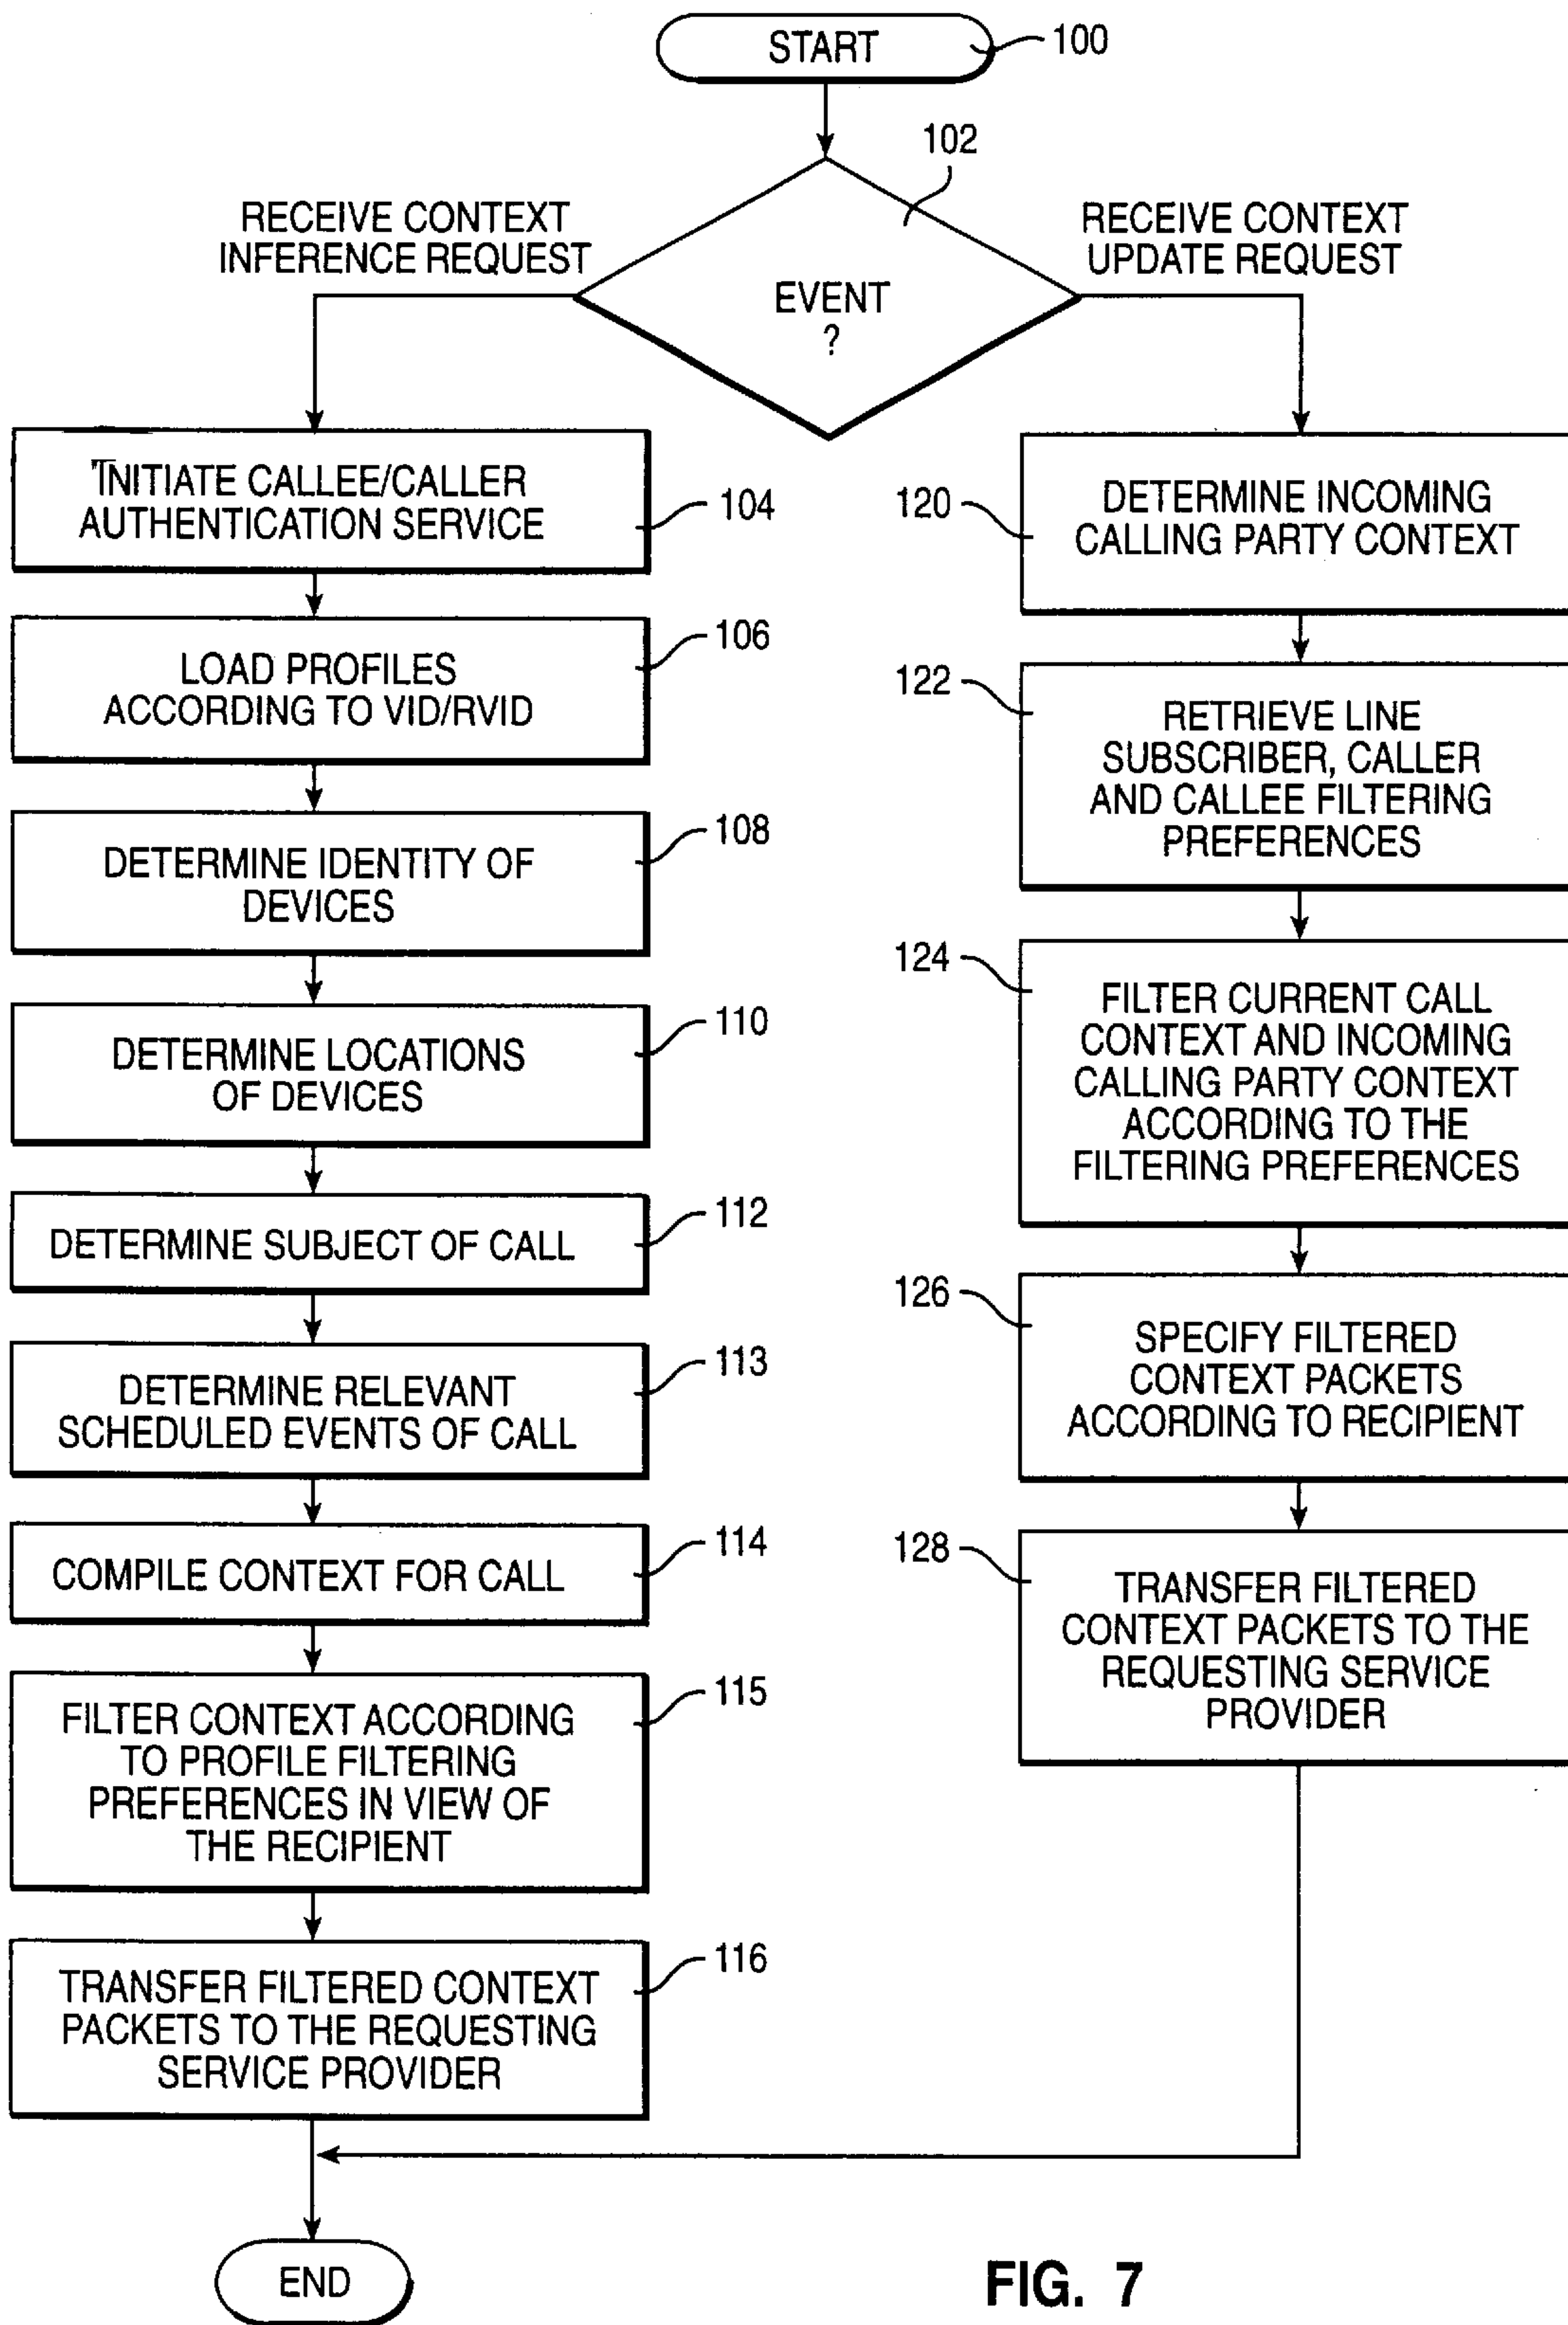 START
100
102
RECEIVE CONTEXT
INFERENCE REQUEST
RECEIVE CONTEXT
UPDATE REQUEST
EVENT
?
INITIATE CALLEE/CALLER
AUTHENTICATION SERVICE
104
LOAD PROFILES
ACCORDING TO VID/RVID
106
DETERMINE IDENTITY OF
DEVICES
108
DETERMINE LOCATIONS
OF DEVICES
110
DETERMINE SUBJECT OF CALL
112
DETERMINE RELEVANT
SCHEDULED EVENTS OF CALL
113
COMPILE CONTEXT FOR CALL
114
FILTER CONTEXT ACCORDING
TO PROFILE FILTERING
PREFERENCES IN VIEW OF
THE RECIPIENT
115
TRANSFER FILTERED CONTEXT
PACKETS TO THE REQUESTING
SERVICE PROVIDER
116
120
DETERMINE INCOMING
CALLING PARTY CONTEXT
122
RETRIEVE LINE
SUBSCRIBER, CALLER
AND CALLEE FILTERING
PREFERENCES
124
FILTER CURRENT CALL
CONTEXT AND INCOMING
CALLING PARTY CONTEXT
ACCORDING TO THE
FILTERING PREFERENCES
126
SPECIFY FILTERED
CONTEXT PACKETS
ACCORDING TO RECIPIENT
128
TRANSFER FILTERED
CONTEXT PACKETS TO THE
REQUESTING SERVICE
PROVIDER
END
FIG. 7